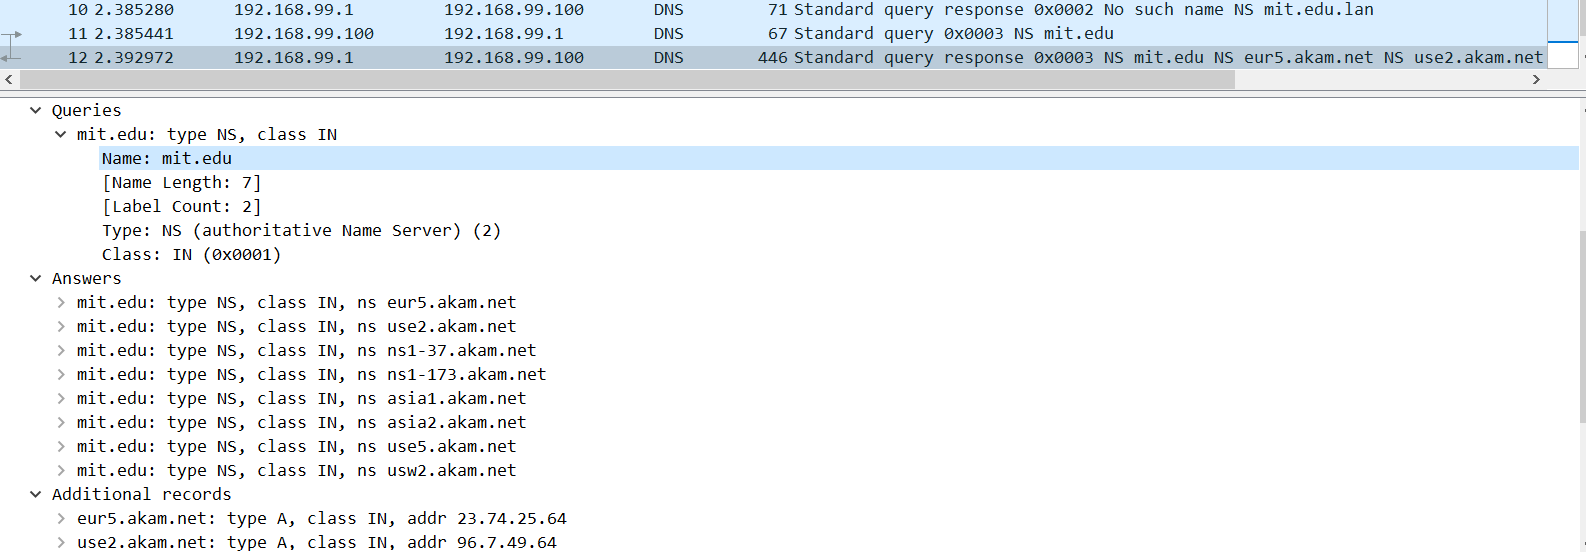 10 2.385280 192.168.99.1 192.168.99.100 DNS 71 Standard query response 0x0002 No such name NS mit.edu.lan
11 2.385441 192.168.99.100 192.168.99.1 DNS 67 Standard query 0x0003 NS mit.edu
12 2.392972 192.168.99.1 192.168.99.100 DNS 446 Standard query response 0x0003 NS mit.edu NS eur5.akam.net NS use2.akam.net
Queries
mit.edu: type NS, class IN
Name: mit.edu
[Name Length: 7]
[Label Count: 2]
Type: NS (authoritative Name Server) (2)
Class: IN (0x0001)
Answers
mit.edu: type NS, class IN, ns eur5.akam.net
mit.edu: type NS, class IN, ns use2.akam.net
mit.edu: type NS, class IN, ns ns1-37.akam.net
mit.edu: type NS, class IN, ns ns1-173.akam.net
mit.edu: type NS, class IN, ns asia1.akam.net
mit.edu: type NS, class IN, ns asia2.akam.net
mit.edu: type NS, class IN, ns use5.akam.net
mit.edu: type NS, class IN, ns usw2.akam.net
Additional records
eur5.akam.net: type A, class IN, addr 23.74.25.64
use2.akam.net: type A, class IN, addr 96.7.49.64